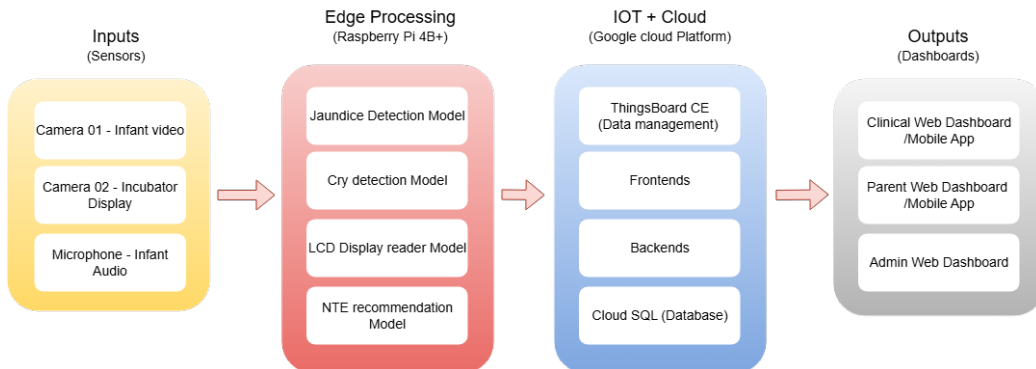 Inputs
(Sensors)
Camera 01 - Infant video
Camera 02 - Incubator
Display
Microphone - Infant
Audio
Edge Processing
(Raspberry Pi 4B+)
Jaundice Detection Model
Cry detection Model
LCD Display reader Model
NTE recommendation
Model
IOT + Cloud
(Google cloud Platform)
ThingsBoard CE
(Data management)
Frontends
Backends
Cloud SQL (Database)
Outputs
(Dashboards)
Clinical Web Dashboard
/Mobile App
Parent Web Dashboard
/Mobile App
Admin Web Dashboard